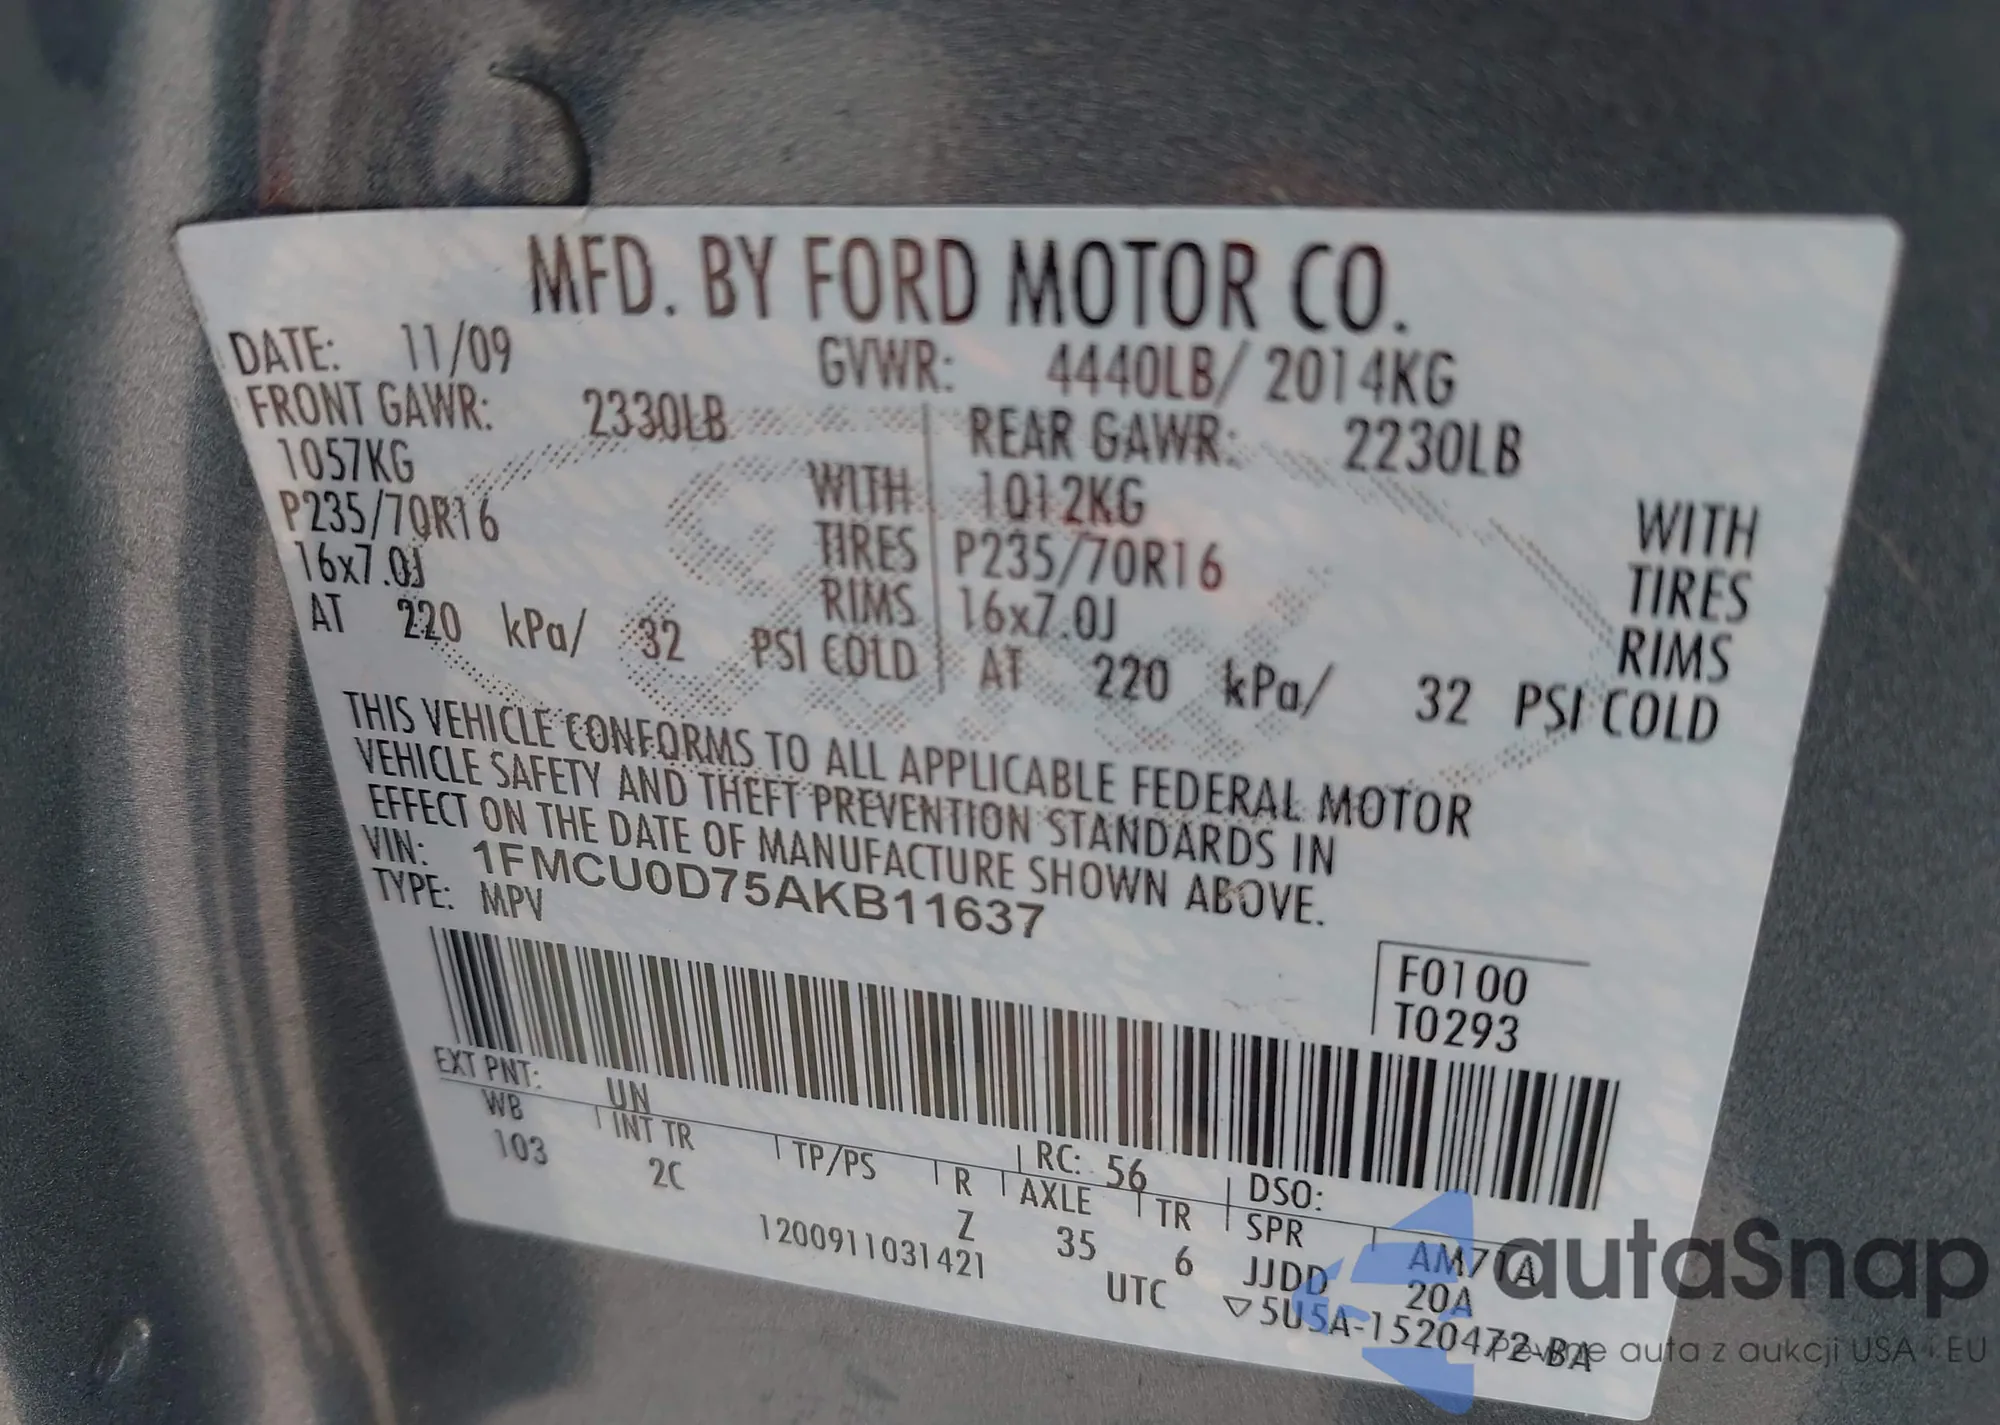 MFD. BY FORD MOTOR CO.
DATE: 11/09 GVWR: 4440LB/ 2014KG
FRONT GAWR: 2330LB REAR GAWR: 2230LB
1057KG WITH 1012KG WITH
P235/70R16 TIRES P235/70R16 TIRES
16x7.0J RIMS 16x7.0J RIMS
AT 220 kPa/ 32 PSI COLD AT 220 kPa/ 32 PSI COLD
THIS VEHICLE CONFORMS TO ALL APPLICABLE FEDERAL MOTOR
VEHICLE SAFETY AND THEFT PREVENTION STANDARDS IN
EFFECT ON THE DATE OF MANUFACTURE SHOWN ABOVE.
VIN: 1FMCU0D75AKB11637
TYPE: MPV
F0100
T0293
EXT PNT: UN RC: 56 DSO:
WB INT TR TP/PS R AXLE TR SPR AM71A
103 2C Z 35 6 JJDD 20A
1200911031421 UTC ▽5U5A-1520472-BA
autaSnap
Pewne auta z aukcji USA i EU